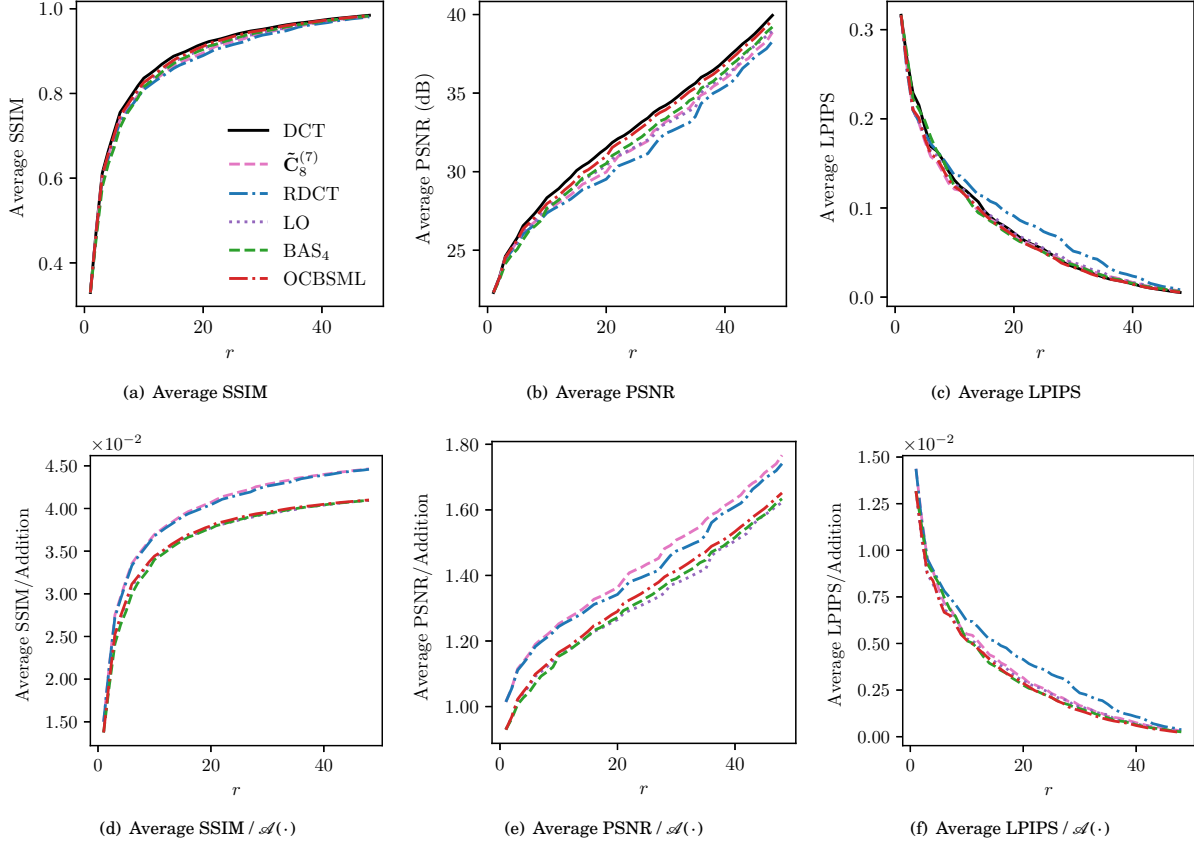 1.0
0.8
0.6
0.4
Average SSIM
0
20
40
r
DCT
C̃₈⁽⁷⁾
RDCT
LO
BAS₄
OCBSML
(a) Average SSIM
40
35
30
25
Average PSNR (dB)
0
20
40
r
(b) Average PSNR
0.3
0.2
0.1
0.0
Average LPIPS
0
20
40
r
(c) Average LPIPS
×10⁻²
4.50
4.00
3.50
3.00
2.50
2.00
1.50
Average SSIM/Addition
0
20
40
r
(d) Average SSIM / 𝒜(·)
1.80
1.60
1.40
1.20
1.00
Average PSNR/Addition
0
20
40
r
(e) Average PSNR / 𝒜(·)
×10⁻²
1.50
1.25
1.00
0.75
0.50
0.25
0.00
Average LPIPS/Addition
0
20
40
r
(f) Average LPIPS / 𝒜(·)